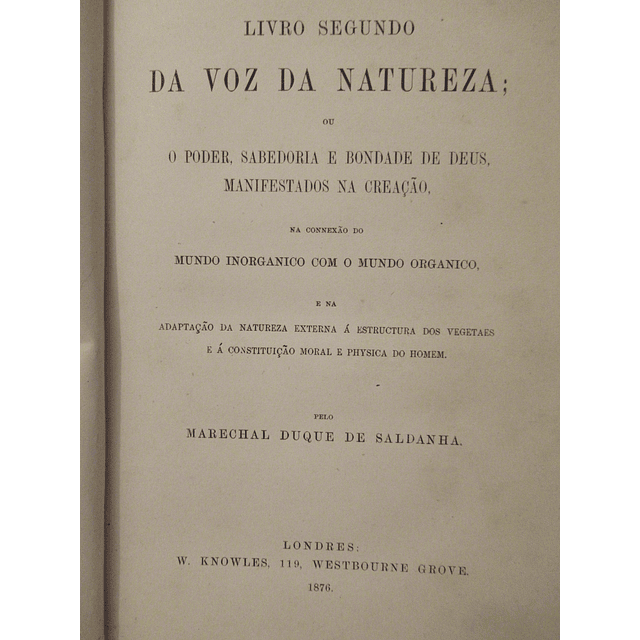 LIVRO SEGUNDO
DA VOZ DA NATUREZA;
OU
O PODER, SABEDORIA E BONDADE DE DEUS,
MANIFESTADOS NA CREAÇÃO,
NA CONNEXÃO DO
MUNDO INORGANICO COM O MUNDO ORGANICO,
E NA
ADAPTAÇÃO DA NATUREZA EXTERNA Á ESTRUCTURA DOS VEGETAES
E Á CONSTITUIÇÃO MORAL E PHYSICA DO HOMEM.
PELO
MARECHAL DUQUE DE SALDANHA.
LONDRES:
W. KNOWLES, 119, WESTBOURNE GROVE.
1876.